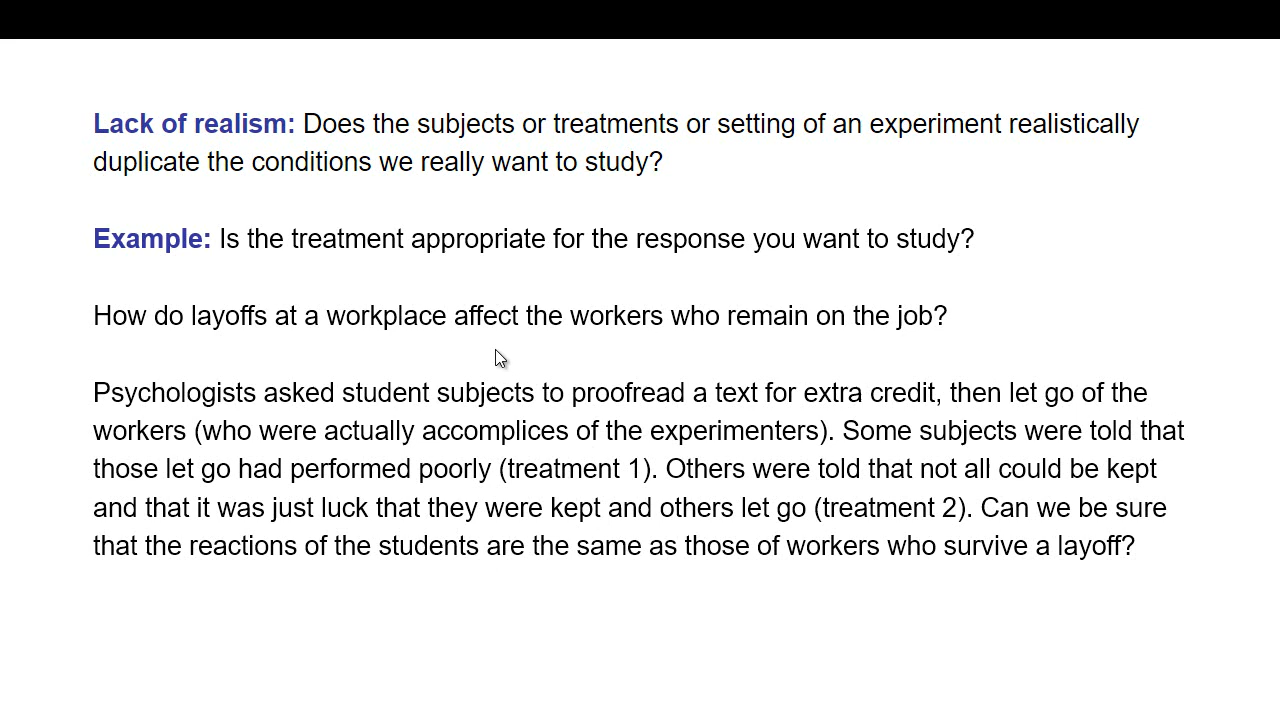 Lack of realism: Does the subjects or treatments or setting of an experiment realistically
duplicate the conditions we really want to study?
Example: Is the treatment appropriate for the response you want to study?
How do layoffs at a workplace affect the workers who remain on the job?
Psychologists asked student subjects to proofread a text for extra credit, then let go of the
workers (who were actually accomplices of the experimenters). Some subjects were told that
those let go had performed poorly (treatment 1). Others were told that not all could be kept
and that it was just luck that they were kept and others let go (treatment 2). Can we be sure
that the reactions of the students are the same as those of workers who survive a layoff?